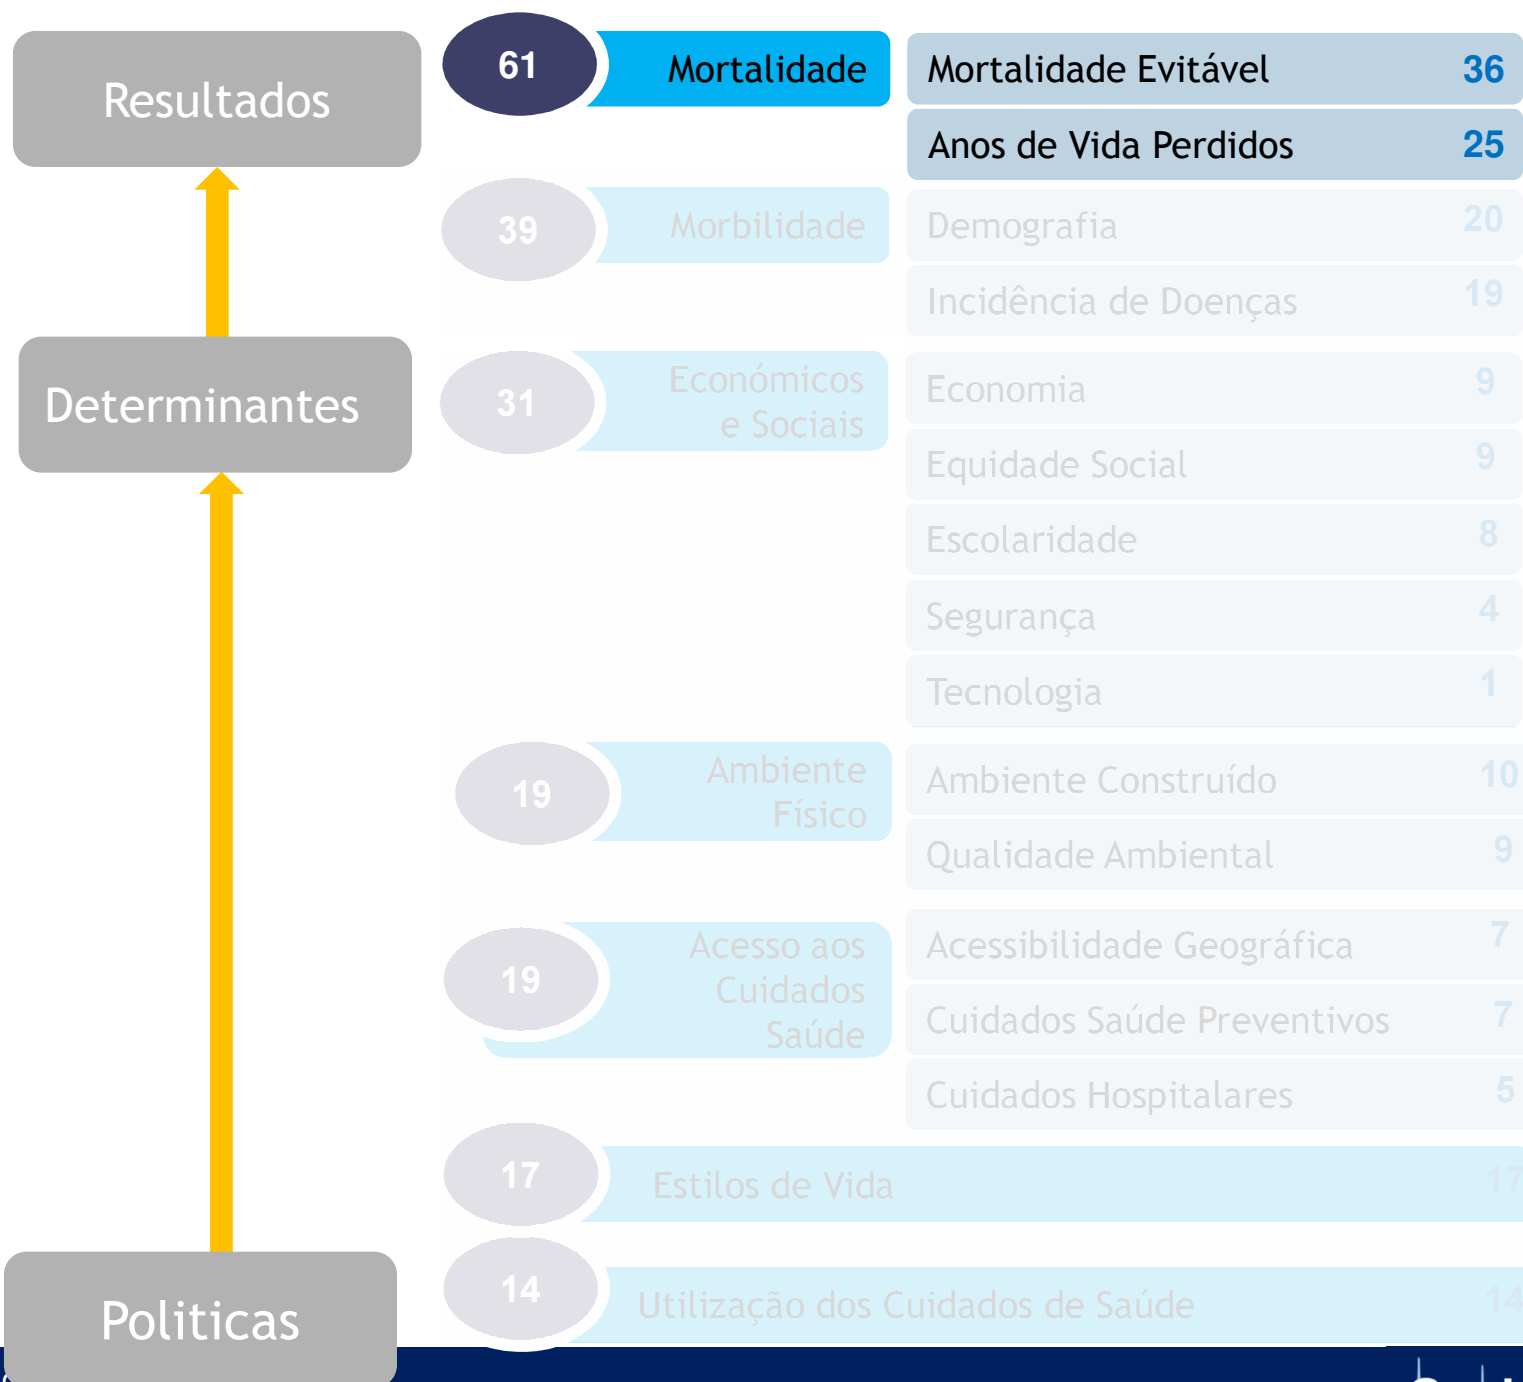 Resultados
61
Mortalidade
Mortalidade Evitável 36
Anos de Vida Perdidos 25
39
Morbilidade
Demografia 20
Incidência de Doenças 19
Determinantes
31
Económicos
e Sociais
Economia 9
Equidade Social 9
Escolaridade 8
Segurança 4
Tecnologia 1
19
Ambiente
Físico
Ambiente Construído 10
Qualidade Ambiental 9
19
Acesso aos
Cuidados
Saúde
Acessibilidade Geográfica 7
Cuidados Saúde Preventivos 7
Cuidados Hospitalares 5
17
Estilos de Vida 17
14
Utilização dos Cuidados de Saúde 14
Politicas